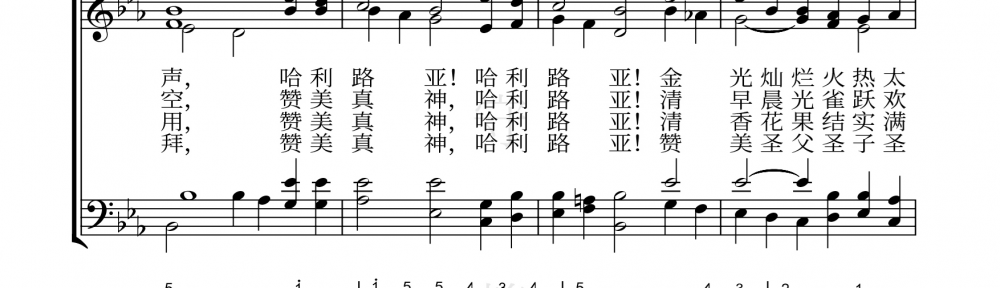 声， 哈利路 亚！哈利路 亚！金 光灿烂火热太
空， 赞美真 神，哈利路 亚！清 早晨光雀跃欢
用， 赞美真 神，哈利路 亚！清 香花果结实满
拜， 赞美真 神，哈利路 亚！赞 美圣父圣子圣